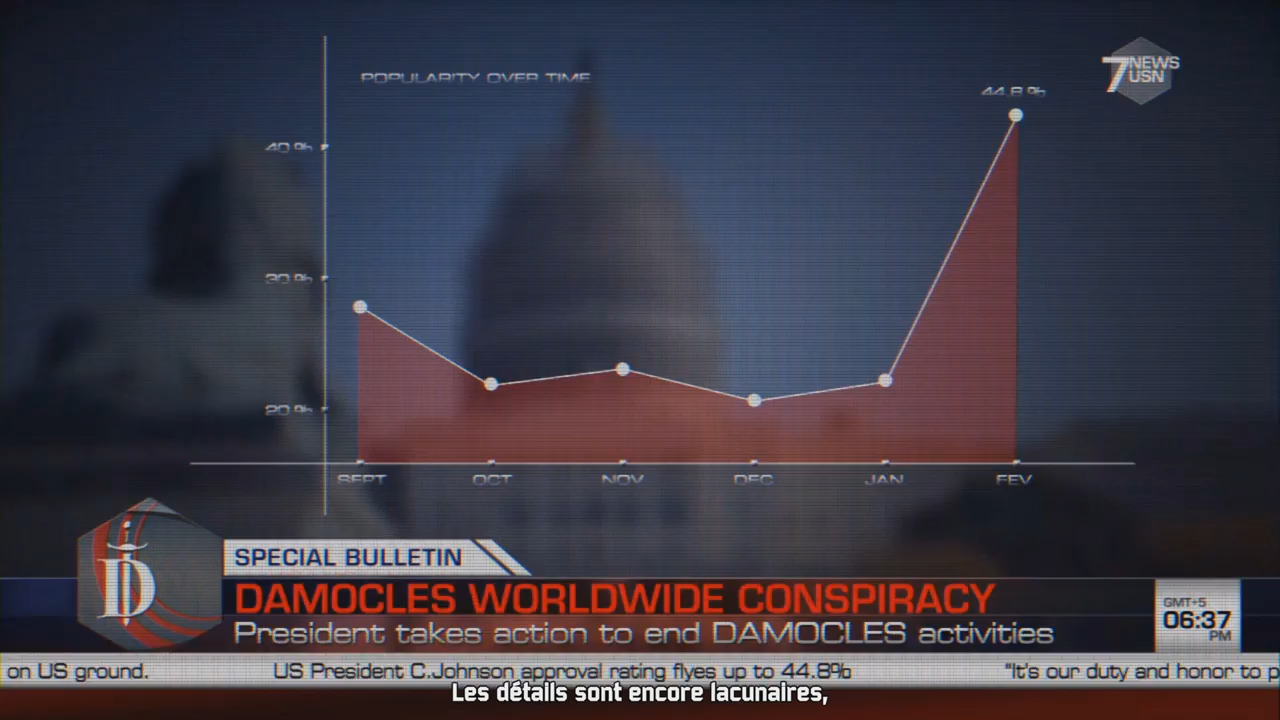 POPULARITY OVER TIME
7 NEWS
USN
44.8 %
40 %
30 %
20 %
SEPT OCT NOV DEC JAN FEV
D
SPECIAL BULLETIN
DAMOCLES WORLDWIDE CONSPIRACY
President takes action to end DAMOCLES activities
GMT+5
06:37
PM
on US ground. US President C.Johnson approval rating flyes up to 44.8% "It's our duty and honor to p
Les détails sont encore lacunaires,